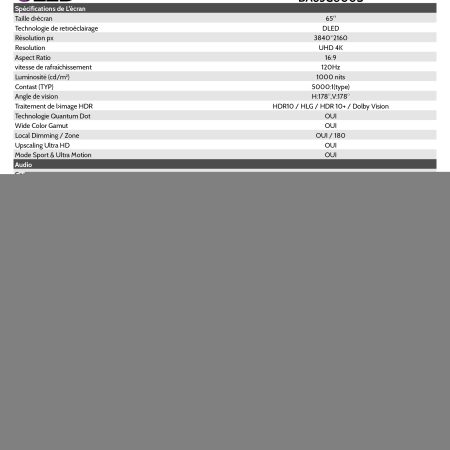 Spécifications de L'écran
Taille d'écran 65"
Technologie de retroéclairage DLED
Résolution px 3840*2160
Resolution UHD 4K
Aspect Ratio 16:9
vitesse de rafraîchissement 120Hz
Luminosité (cd/m²) 1000 nits
Contast (TYP) 5000:1(type)
Angle de vision H:178°,V:178°
Traitement de l›image HDR HDR10 / HLG / HDR 10+ / Dolby Vision
Technologie Quantum Dot OUI
Wide Color Gamut OUI
Local Dimming / Zone OUI / 180
Upscaling Ultra HD OUI
Mode Sport & Ultra Motion OUI
Audio